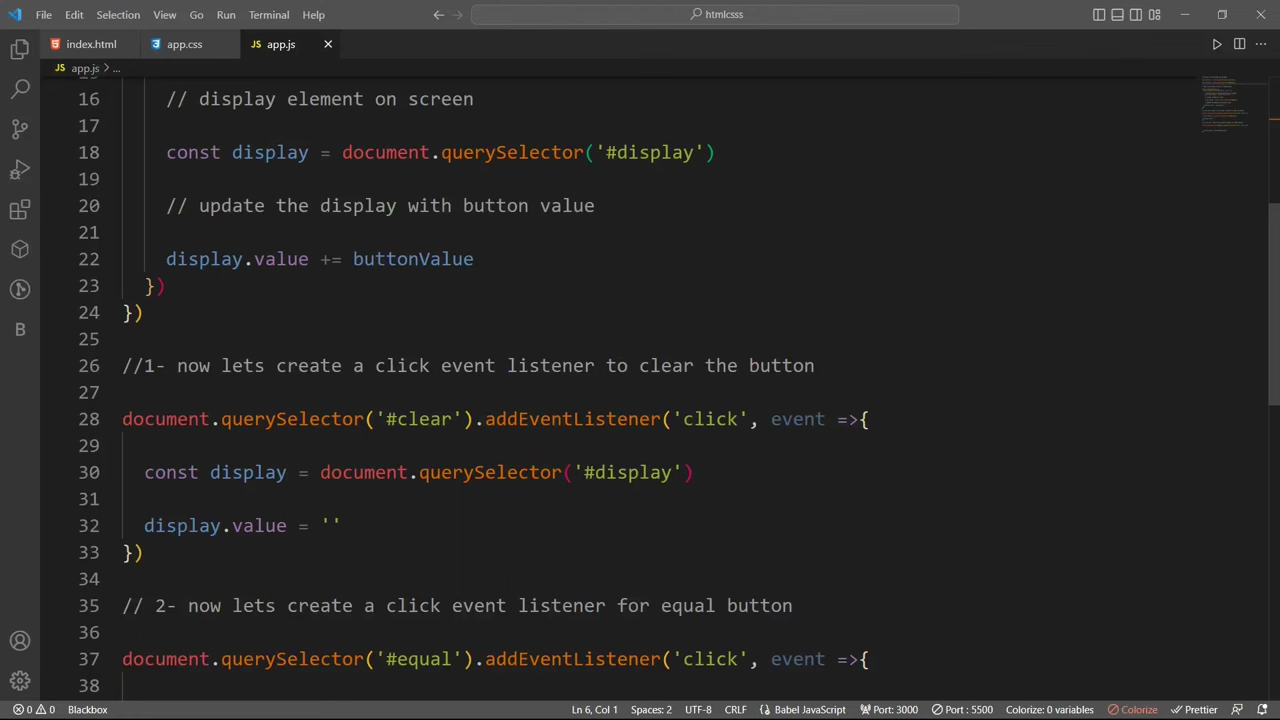 File Edit Selection View Go Run Terminal Help
htmlcsss
index.html
app.css
JS app.js
JS app.js > ...
16 // display element on screen
17
18 const display = document.querySelector('#display')
19
20 // update the display with button value
21
22 display.value += buttonValue
23 })
24 })
25
26 //1- now lets create a click event listener to clear the button
27
28 document.querySelector('#clear').addEventListener('click', event =>{
29
30 const display = document.querySelector('#display')
31
32 display.value = ''
33 })
34
35 // 2- now lets create a click event listener for equal button
36
37 document.querySelector('#equal').addEventListener('click', event =>{
38
B
0 0 Blackbox Ln 6, Col 1 Spaces: 2 UTF-8 CRLF {} Babel JavaScript Port: 3000 Port : 5500 Colorize: 0 variables Colorize Prettier